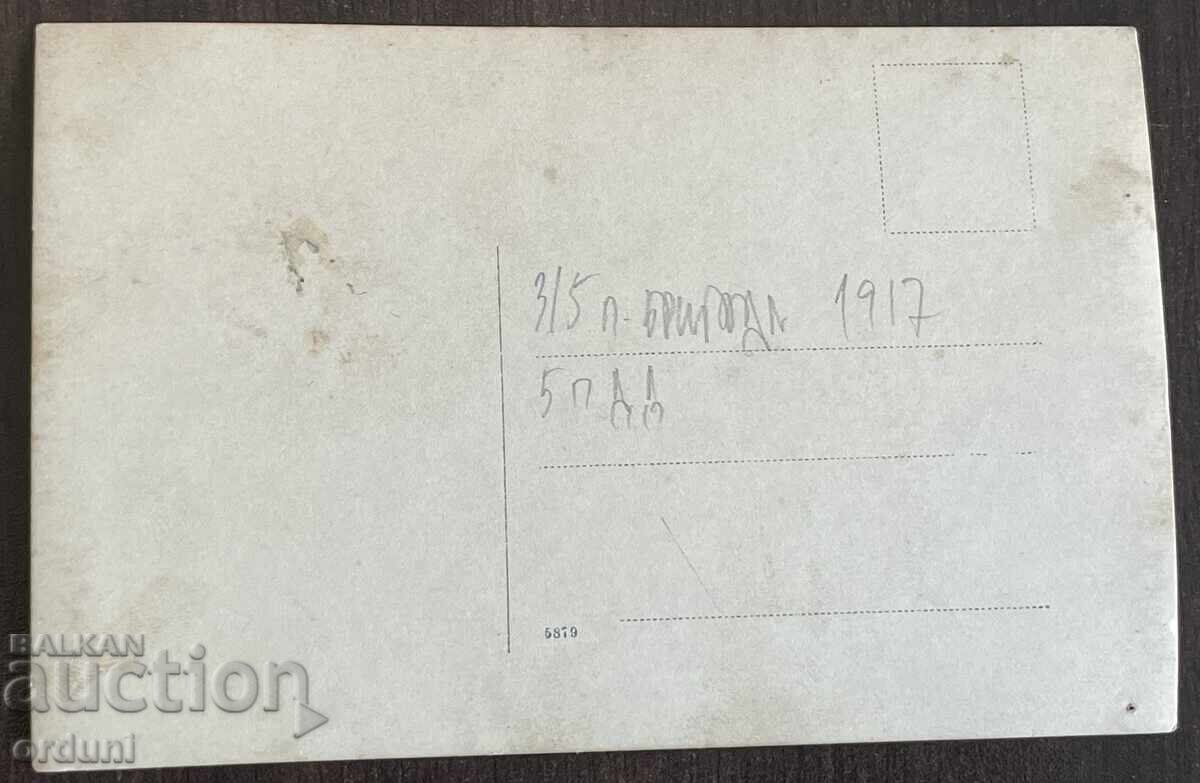 3/5 п. бригада 1917
5 П Д Д
5879
BALKAN
auction
orduni